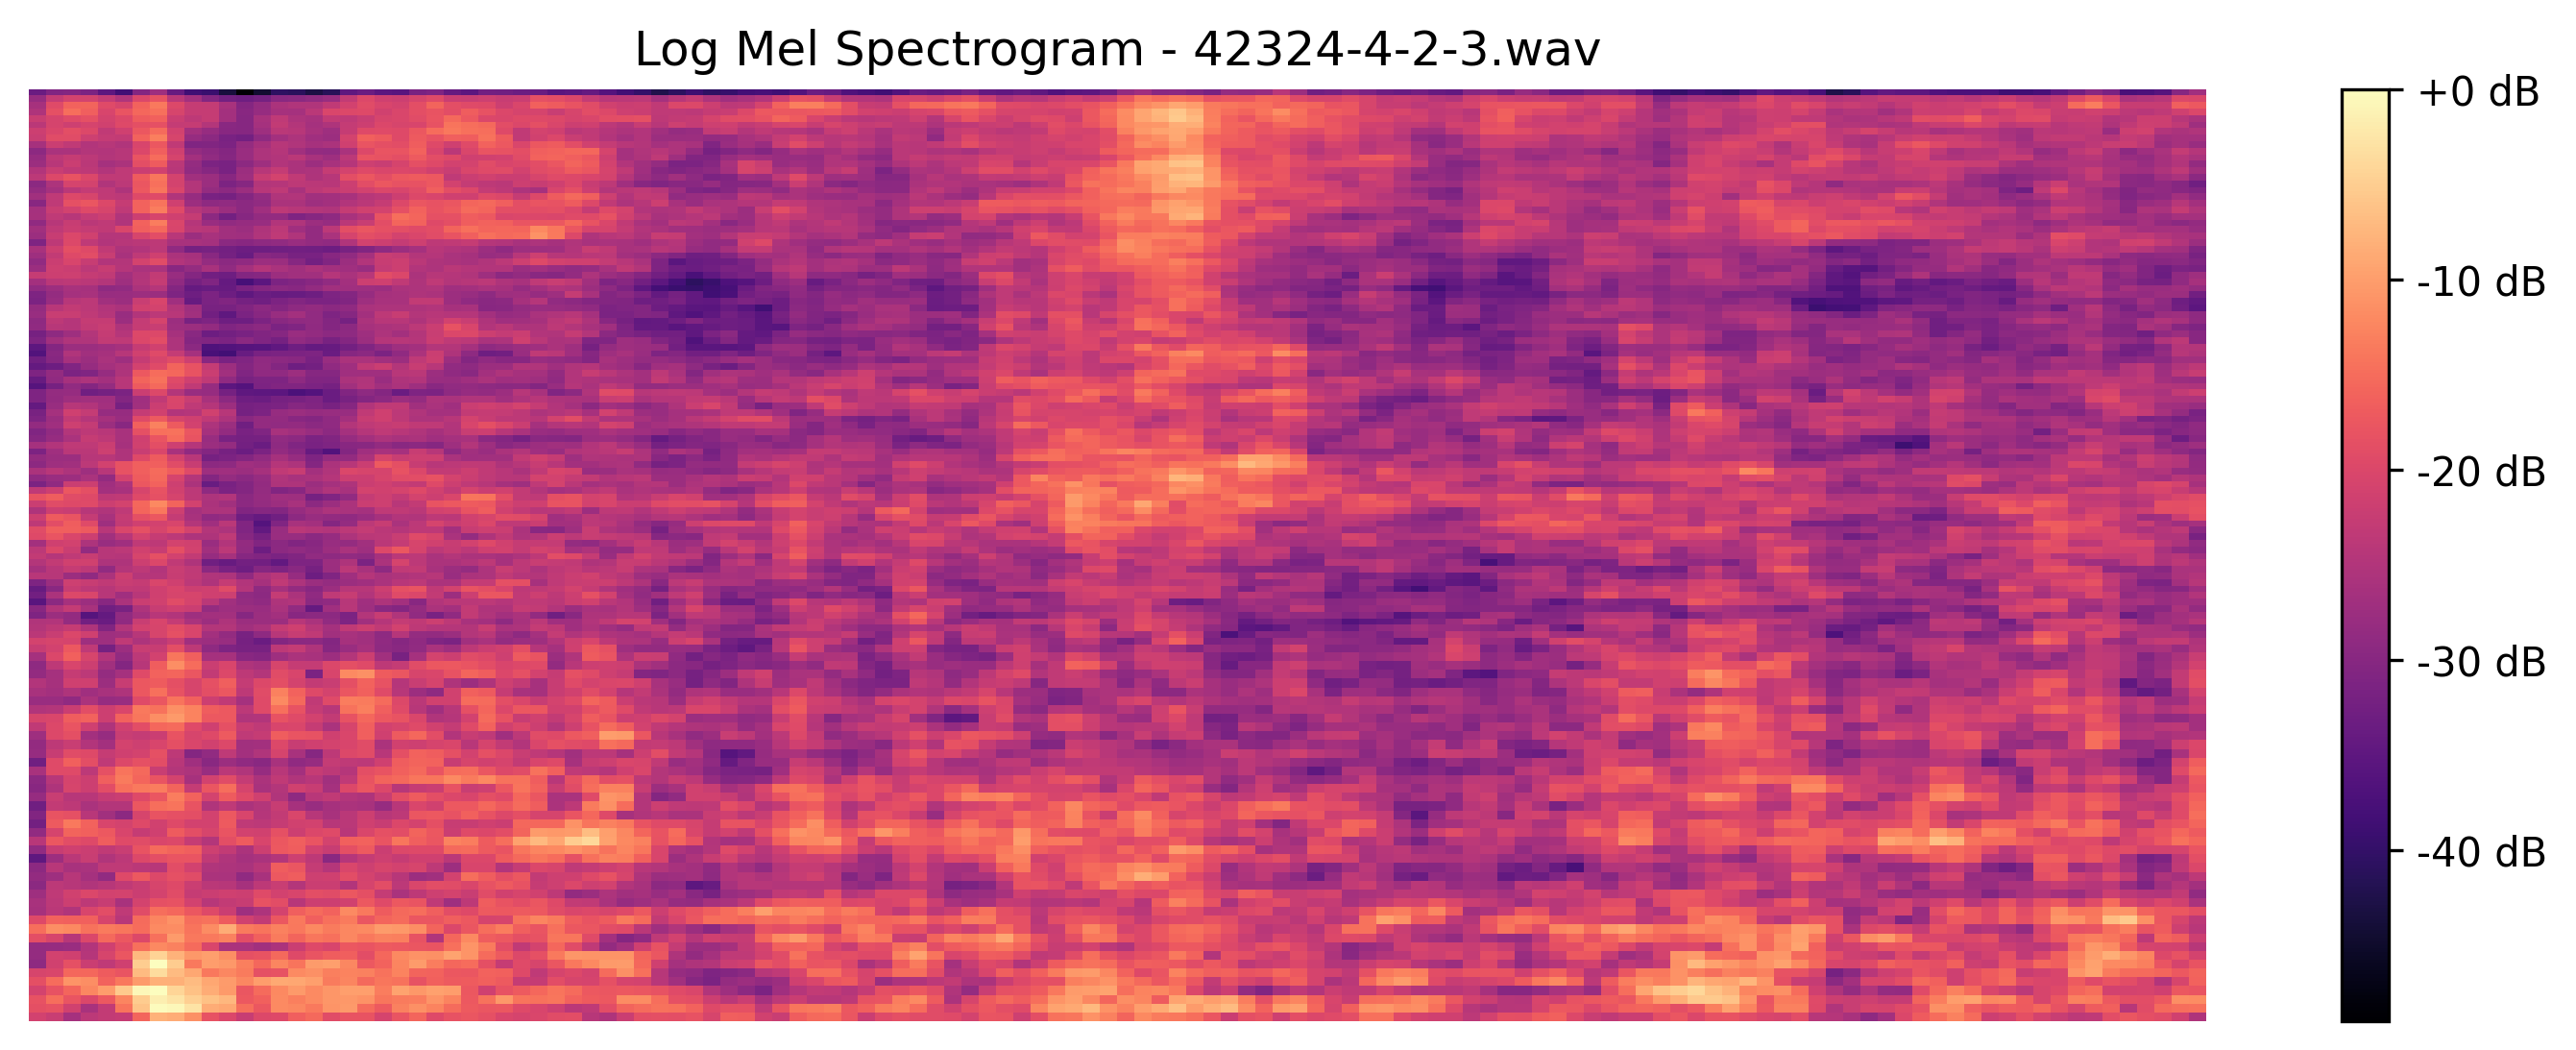 Log Mel Spectrogram - 42324-4-2-3.wav
+0 dB
-10 dB
-20 dB
-30 dB
-40 dB